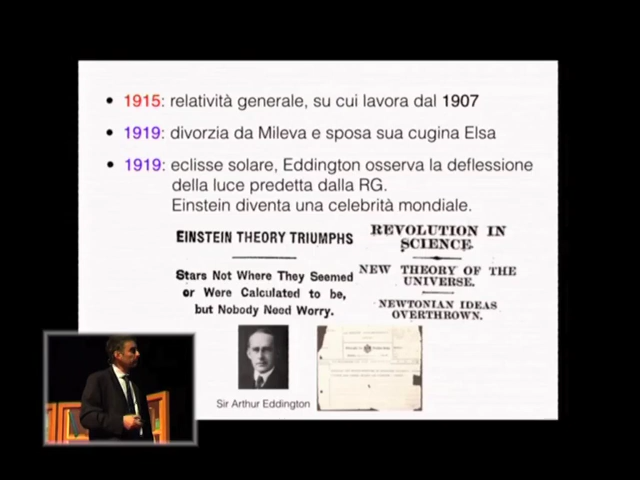 • 1915: relatività generale, su cui lavora dal 1907
• 1919: divorzia da Mileva e sposa sua cugina Elsa
• 1919: eclisse solare, Eddington osserva la deflessione
della luce predetta dalla RG.
Einstein diventa una celebrità mondiale.
EINSTEIN THEORY TRIUMPHS
Stars Not Where They Seemed
or Were Calculated to be,
but Nobody Need Worry.
REVOLUTION IN
SCIENCE.
NEW THEORY OF THE
UNIVERSE.
NEWTONIAN IDEAS
OVERTHROWN.
Sir Arthur Eddington